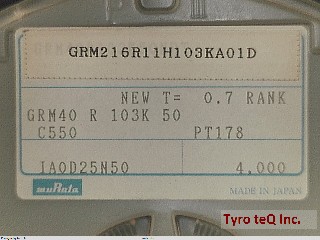 GRM216R11H103KA01D
NEW T= 0.7 RANK
GRM40 R 103K 50
C550 PT178
IA0D25N50 4,000
muRata MADE IN JAPAN
Tyro teQ Inc.